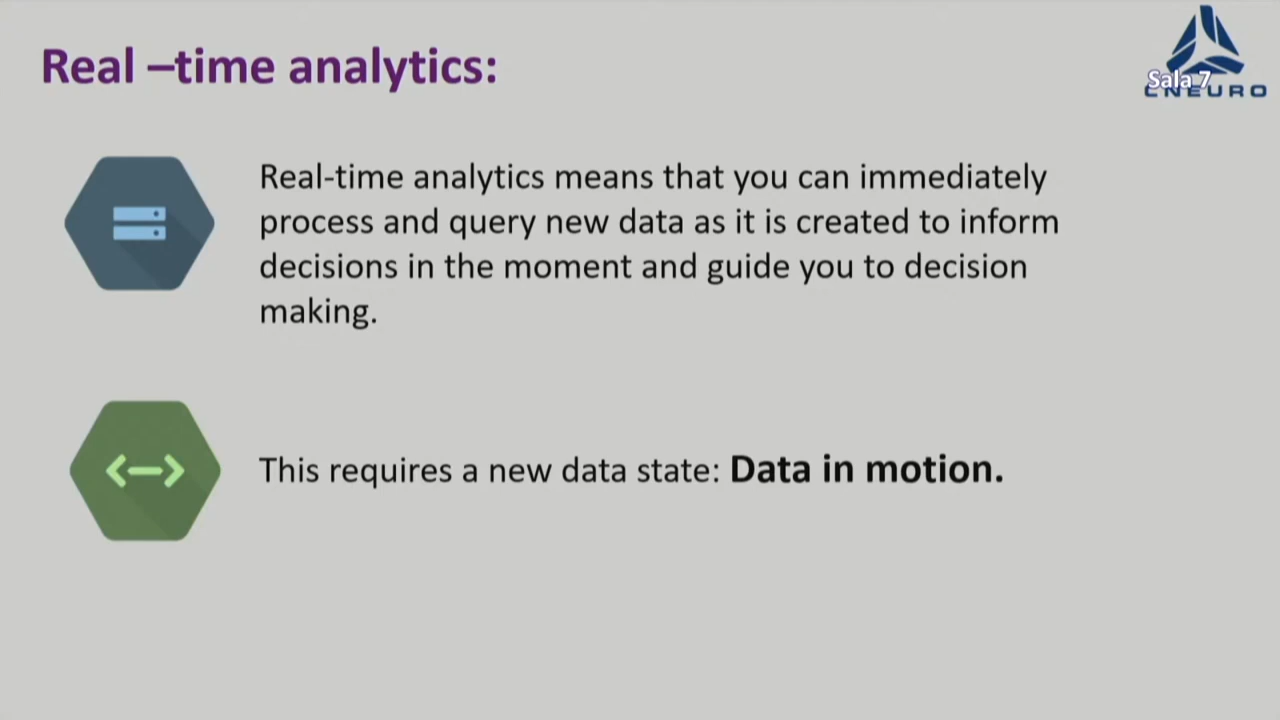 Real –time analytics:
Sala 7
CNEURO
Real-time analytics means that you can immediately
process and query new data as it is created to inform
decisions in the moment and guide you to decision
making.
This requires a new data state: Data in motion.